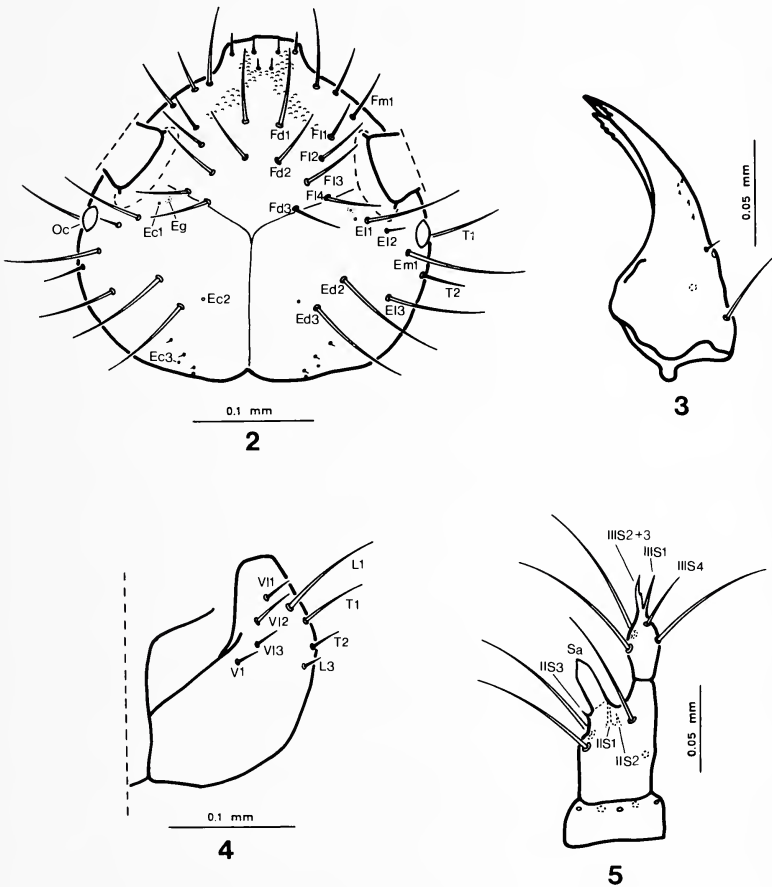 Fm1
Fd1
Fl1
Fl2
Fd2
Fl3
Fl4
Fd3
Oc
Ec1
Eg
El1
El2
T1
Em1
T2
Ec2
Ed2
El3
Ed3
Ec3
0.1 mm
2
0.05 mm
3
L1
Vl1
T1
Vl2
T2
Vl3
V1
L3
0.1 mm
4
IIIS2+3
IIIS1
IIIS4
Sa
IIS3
IIS1
IIS2
0.05 mm
5